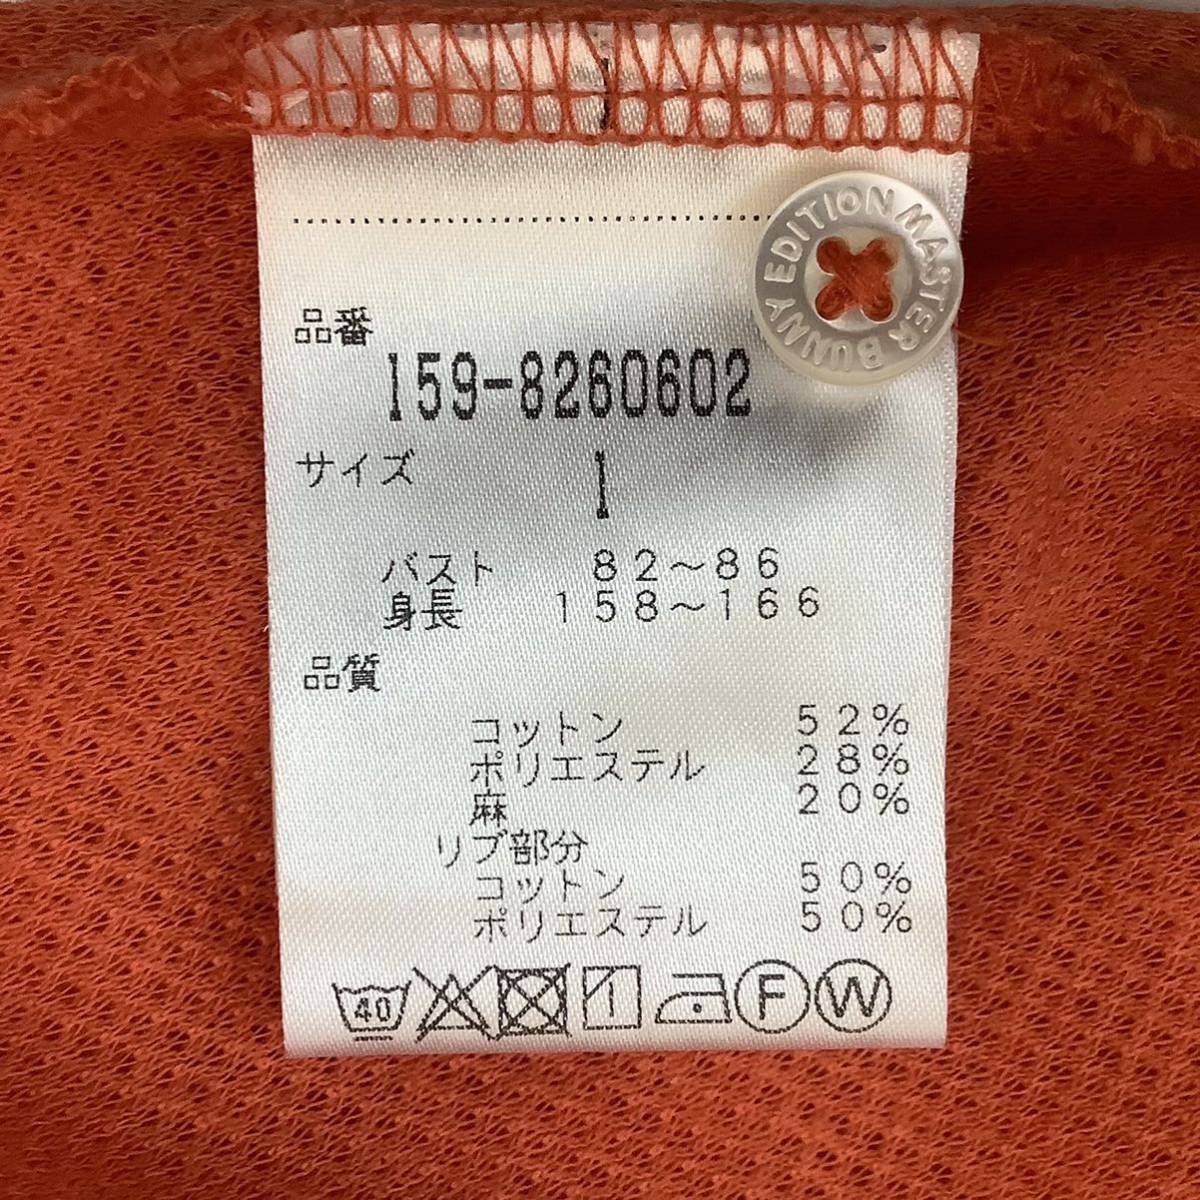 MASTER BUNNY EDITION
品番
159-8260602
サイズ 1
バスト 82～86
身長 158～166
品質
コットン 52%
ポリエステル 28%
麻 20%
リブ部分
コットン 50%
ポリエステル 50%
40 1 F W